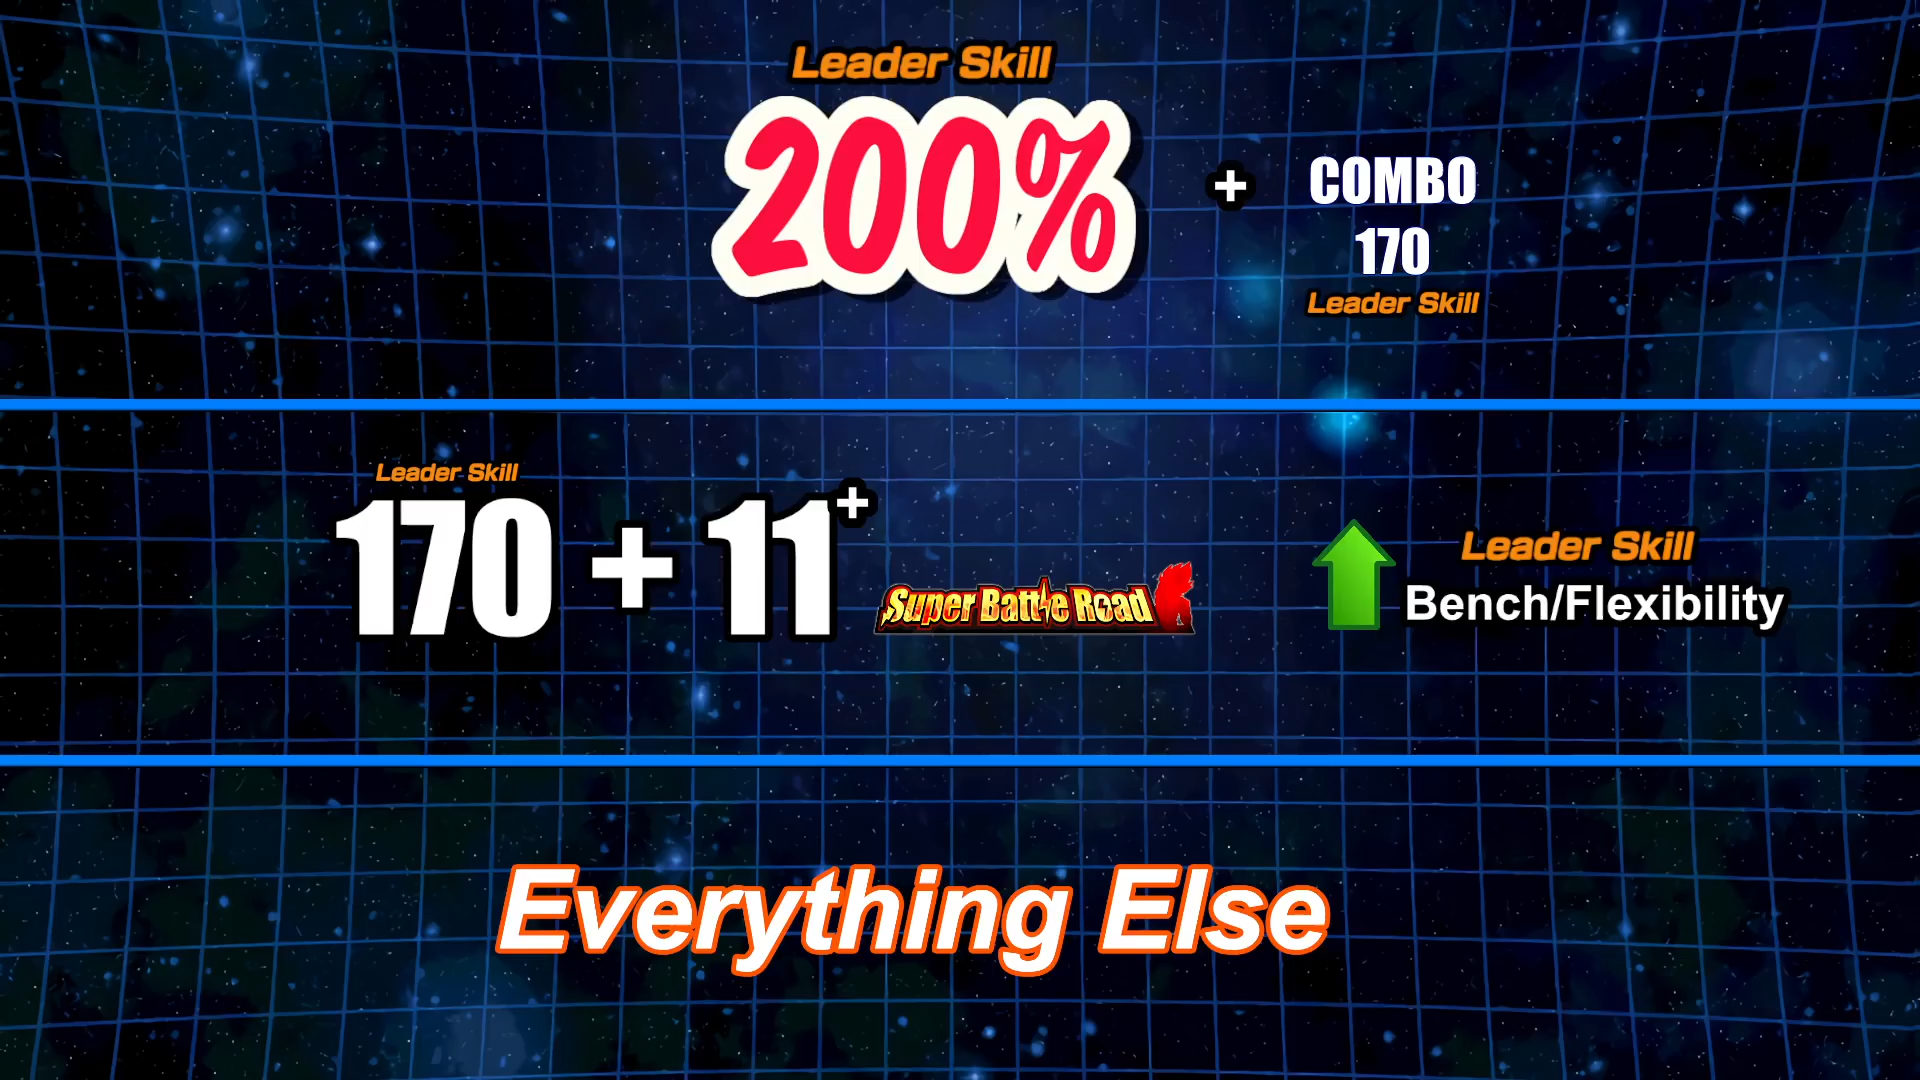 Leader Skill
200%
+
COMBO
170
Leader Skill
Leader Skill
170 + 11+
Super Battle Road
Leader Skill
Bench/Flexibility
Everything Else